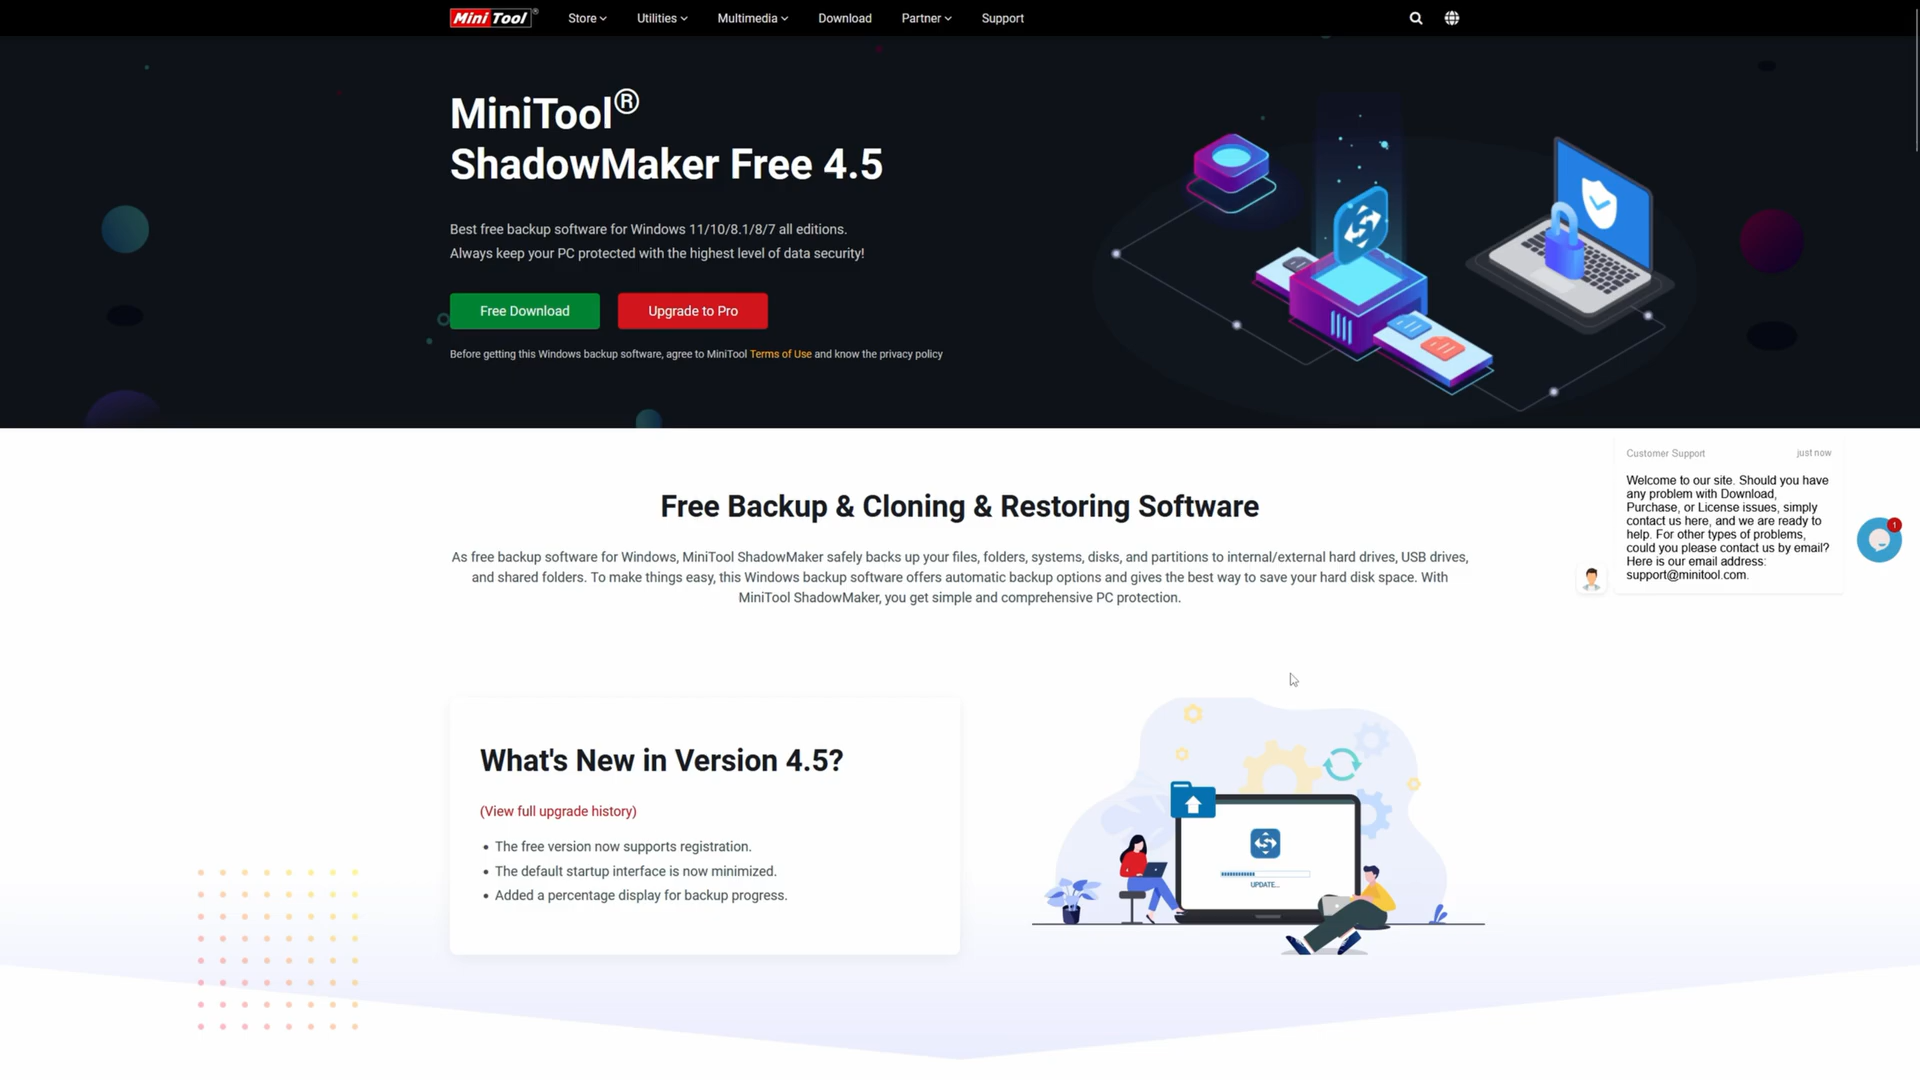 Mini Tool®
Store
Utilities
Multimedia
Download
Partner
Support
MiniTool®
ShadowMaker Free 4.5
Best free backup software for Windows 11/10/8.1/8/7 all editions.
Always keep your PC protected with the highest level of data security!
Free Download
Upgrade to Pro
Before getting this Windows backup software, agree to MiniTool Terms of Use and know the privacy policy
Free Backup & Cloning & Restoring Software
As free backup software for Windows, MiniTool ShadowMaker safely backs up your files, folders, systems, disks, and partitions to internal/external hard drives, USB drives,
and shared folders. To make things easy, this Windows backup software offers automatic backup options and gives the best way to save your hard disk space. With
MiniTool ShadowMaker, you get simple and comprehensive PC protection.
Customer Support
just now
Welcome to our site. Should you have
any problem with Download,
Purchase, or License issues, simply
contact us here, and we are ready to
help. For other types of problems,
could you please contact us by email?
Here is our email address:
support@minitool.com.
1
What's New in Version 4.5?
(View full upgrade history)
• The free version now supports registration.
• The default startup interface is now minimized.
• Added a percentage display for backup progress.
UPDATE...